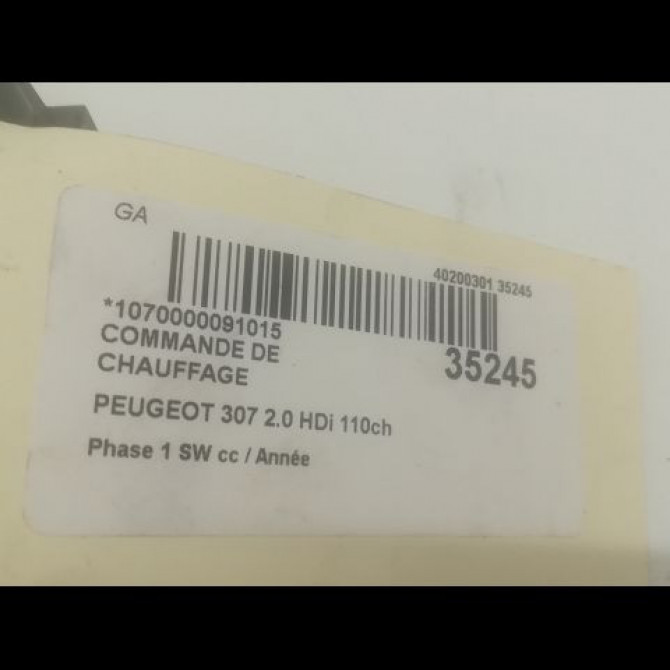 GA
40200301 35245
*1070000091015
COMMANDE DE
CHAUFFAGE
35245
PEUGEOT 307 2.0 HDi 110ch
Phase 1 SW cc / Année